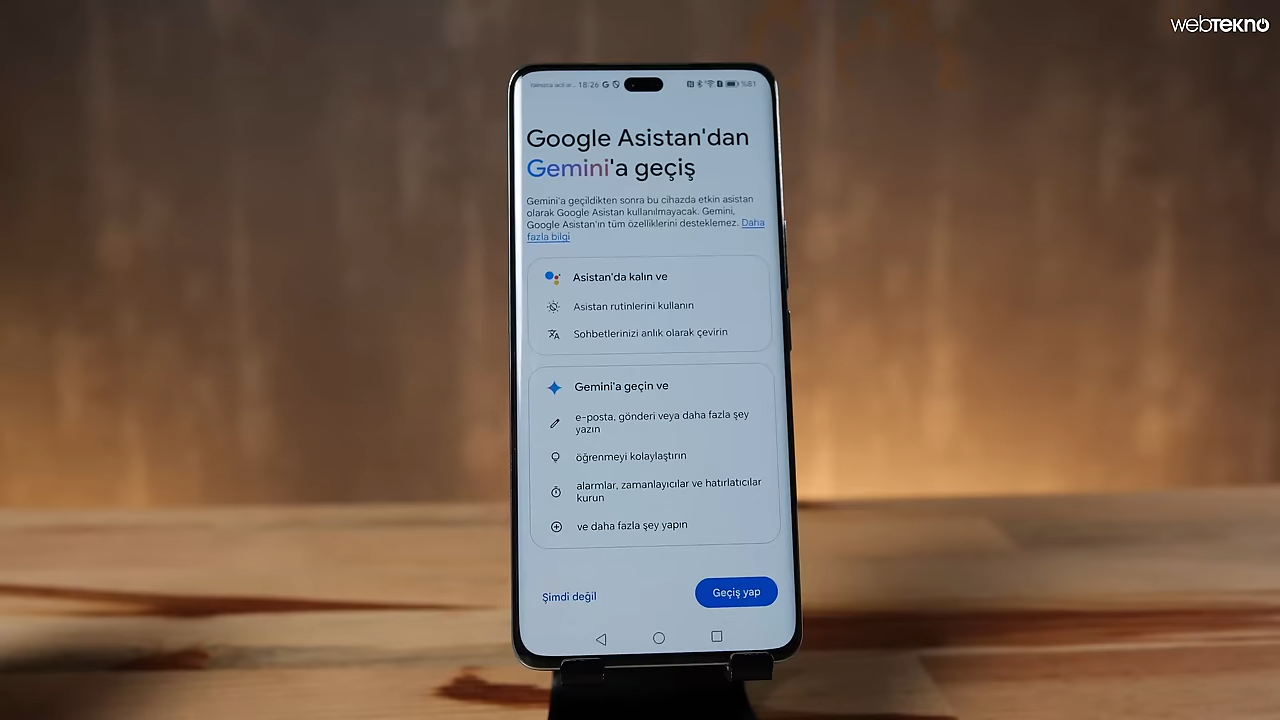 webtekno
18:26
%81
Google Asistan'dan
Gemini'a geçiş
Gemini'a geçildikten sonra bu cihazda etkin asistan
olarak Google Asistan kullanılmayacak. Gemini,
Google Asistan'ın tüm özelliklerini desteklemez. Daha
fazla bilgi
Asistan'da kalın ve
Asistan rutinlerini kullanın
Sohbetlerinizi anlık olarak çevirin
Gemini'a geçin ve
e-posta, gönderi veya daha fazla şey
yazın
öğrenmeyi kolaylaştırın
alarmlar, zamanlayıcılar ve hatırlatıcılar
kurun
ve daha fazla şey yapın
Şimdi değil
Geçiş yap